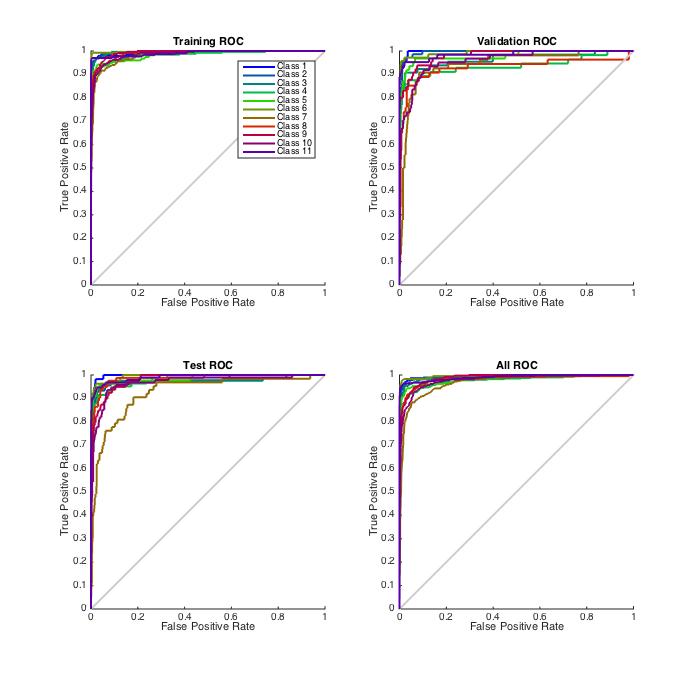 Training ROC
1
0.9
0.8
0.7
0.6
0.5
0.4
0.3
0.2
0.1
0
True Positive Rate
Class 1
Class 2
Class 3
Class 4
Class 5
Class 6
Class 7
Class 8
Class 9
Class 10
Class 11
0 0.2 0.4 0.6 0.8 1
False Positive Rate
Validation ROC
1
0.9
0.8
0.7
0.6
0.5
0.4
0.3
0.2
0.1
0
True Positive Rate
0 0.2 0.4 0.6 0.8 1
False Positive Rate
Test ROC
1
0.9
0.8
0.7
0.6
0.5
0.4
0.3
0.2
0.1
0
True Positive Rate
0 0.2 0.4 0.6 0.8 1
False Positive Rate
All ROC
1
0.9
0.8
0.7
0.6
0.5
0.4
0.3
0.2
0.1
0
True Positive Rate
0 0.2 0.4 0.6 0.8 1
False Positive Rate